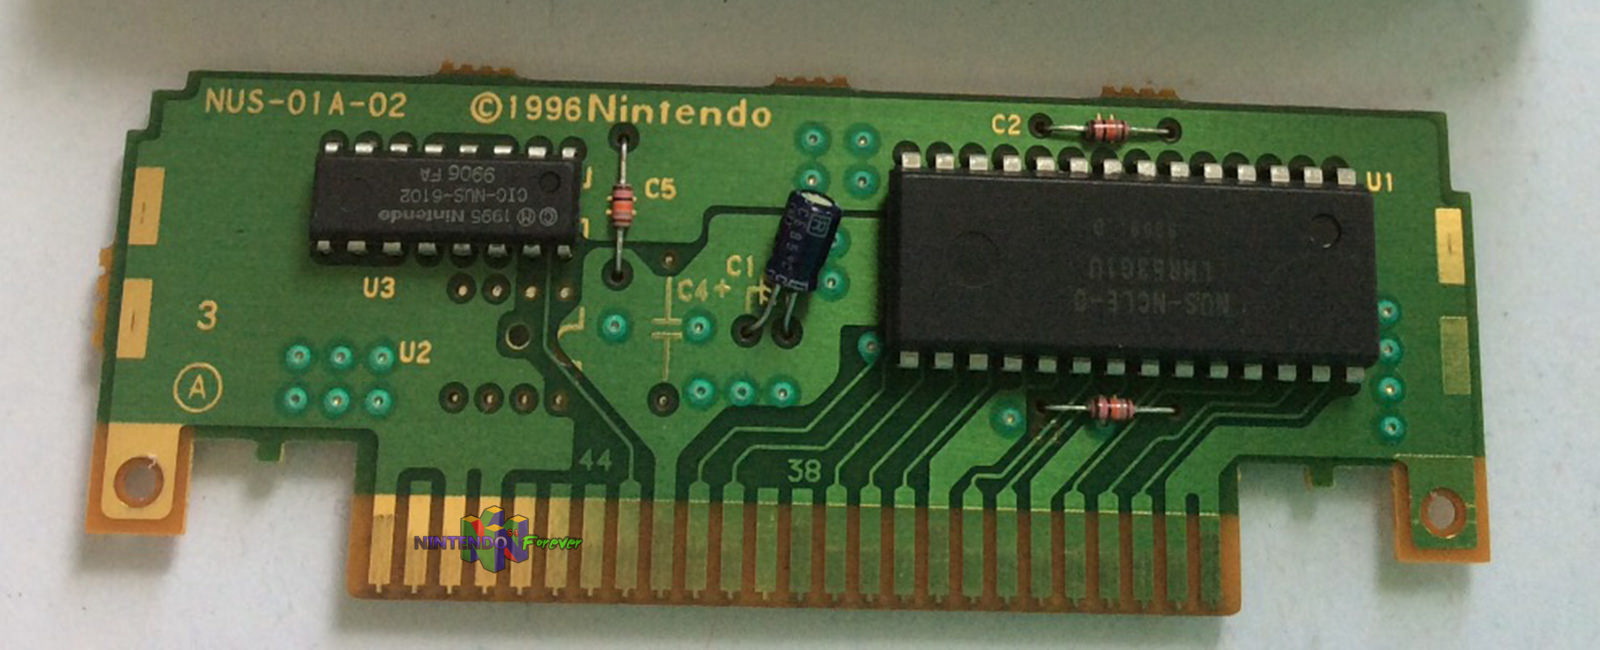 NUS-01A-02
©1996 Nintendo
C2
U1
C5
© Ⓜ 1995 Nintendo
CIC-NUS-6102
9906 FA
U3
C1
C4 +
+
NUS-NCLE-0
3
U2
A
44
38
NINTENDO
64
Forever